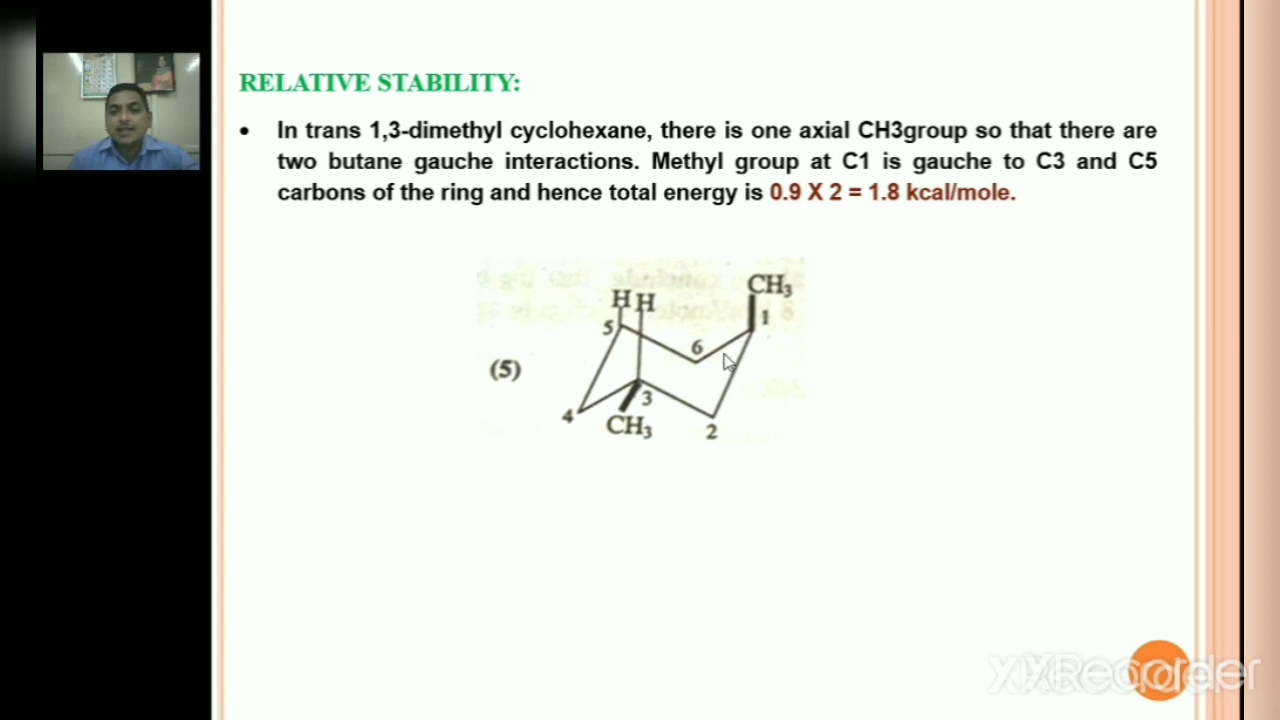 RELATIVE STABILITY:
• In trans 1,3-dimethyl cyclohexane, there is one axial CH3group so that there are
two butane gauche interactions. Methyl group at C1 is gauche to C3 and C5
carbons of the ring and hence total energy is 0.9 X 2 = 1.8 kcal/mole.
CH₃
H H
1
5
6
(5)
3
4
CH₃
2
XRecorder